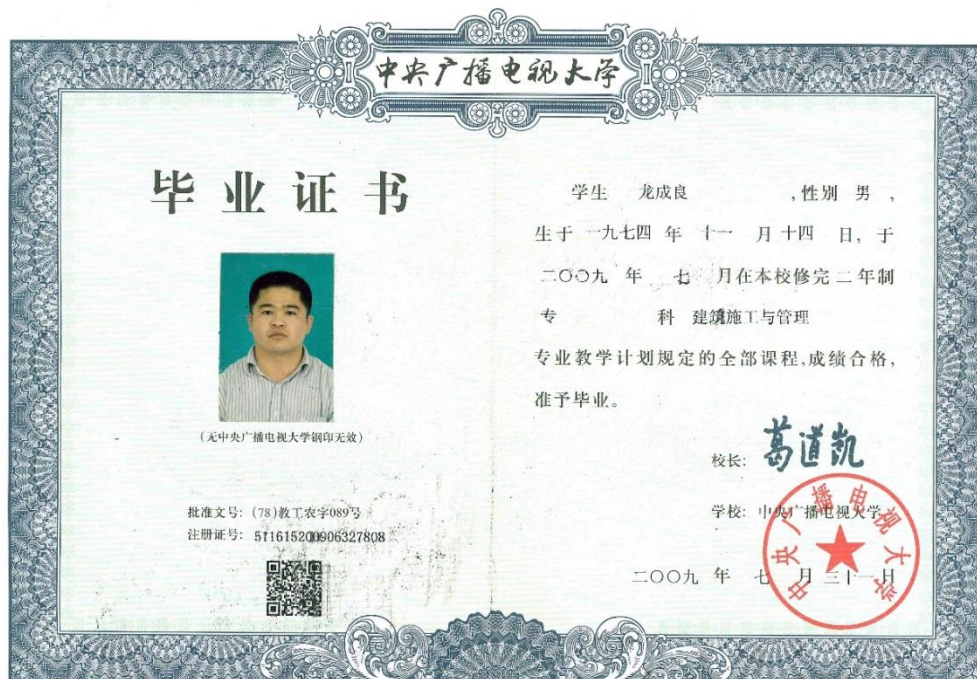 中央广播电视大学
毕业证书
(无中央广播电视大学钢印无效)
批准文号: (78)教工农字089号
注册证号: 511615200906327808
学生 龙成良 ,性别 男 ,
生于 一九七四 年 十一 月 十四 日, 于
二〇〇九 年 七 月在本校修完 二 年制
专 科 建筑施工与管理
专业教学计划规定的全部课程,成绩合格,
准予毕业。
校长: 葛道凯
学校: 中央广播电视大学
二〇〇九 年 七 月 三十一 日
中央广播电视大学